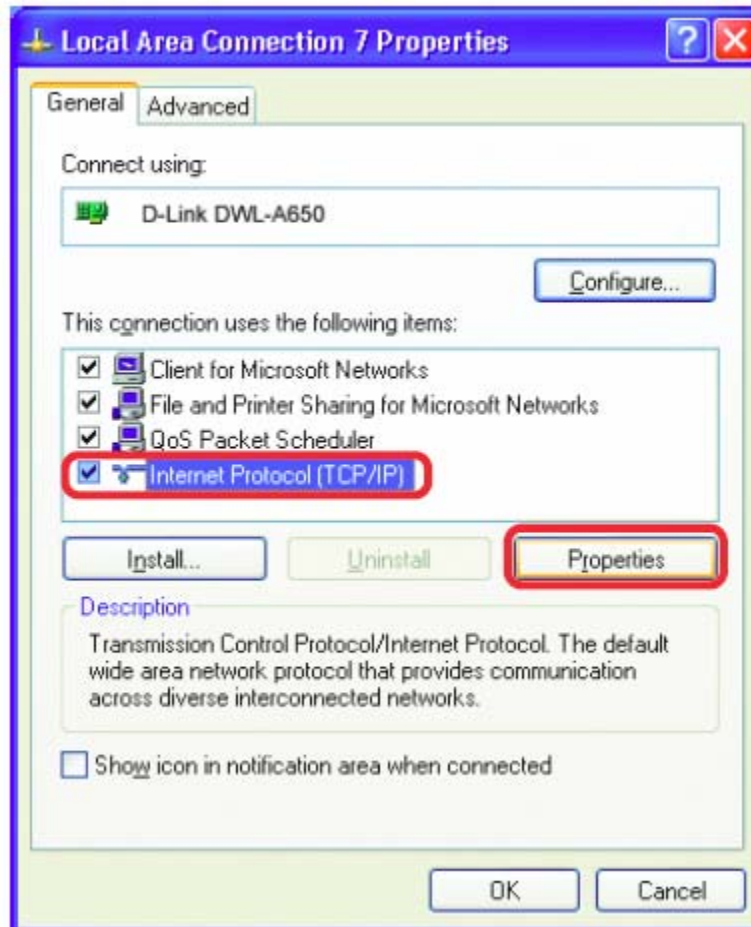 Local Area Connection 7 Properties
?
General
Advanced
Connect using:
D-Link DWL-A650
Configure...
This connection uses the following items:
Client for Microsoft Networks
File and Printer Sharing for Microsoft Networks
QoS Packet Scheduler
Internet Protocol (TCP/IP)
Install...
Uninstall
Properties
Description
Transmission Control Protocol/Internet Protocol. The default
wide area network protocol that provides communication
across diverse interconnected networks.
Show icon in notification area when connected
OK
Cancel